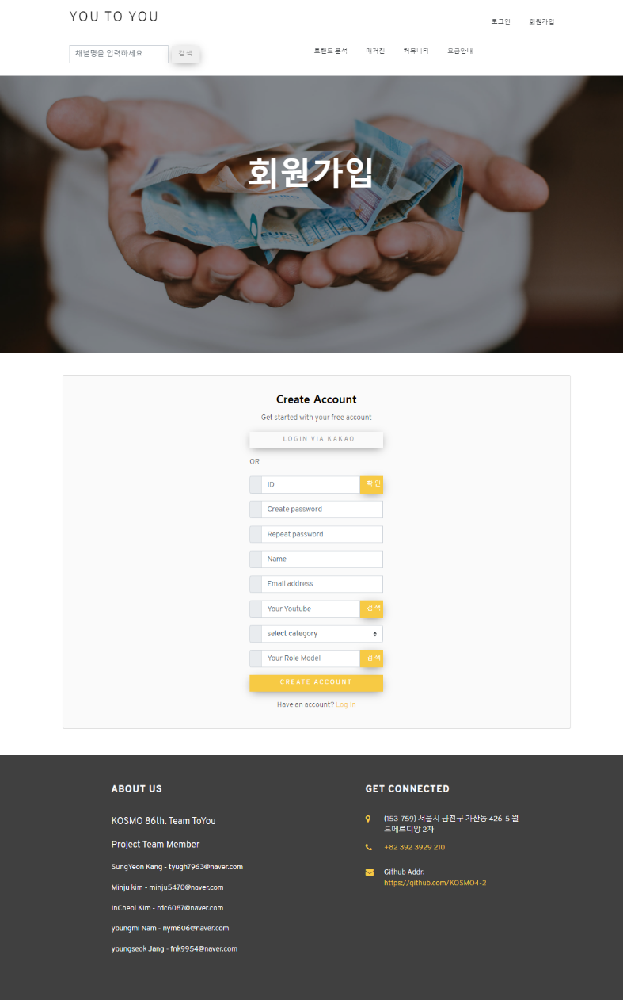 YOU TO YOU
로그인 회원가입
채널명을 입력하세요 검색
트랜드 분석 매거진 커뮤니티 요금안내
회원가입
EURO
EURO
Create Account
Get started with your free account
LOGIN VIA KAKAO
OR
ID 확인
Create password
Repeat password
Name
Email address
Your Youtube 검색
select category
Your Role Model 검색
CREATE ACCOUNT
Have an account? Log In
ABOUT US
KOSMO 86th. Team ToYou
Project Team Member
SungYeon Kang - tyugh7963@naver.com
Minju kim - minju5470@naver.com
InCheol Kim - rdc6087@naver.com
youngmi Nam - nym606@naver.com
youngseok Jang - fnk9954@naver.com
GET CONNECTED
(153-759) 서울시 금천구 가산동 426-5 월
드메르디앙 2차
+82 392 3929 210
Github Addr.
https://github.com/KOSMO4-2